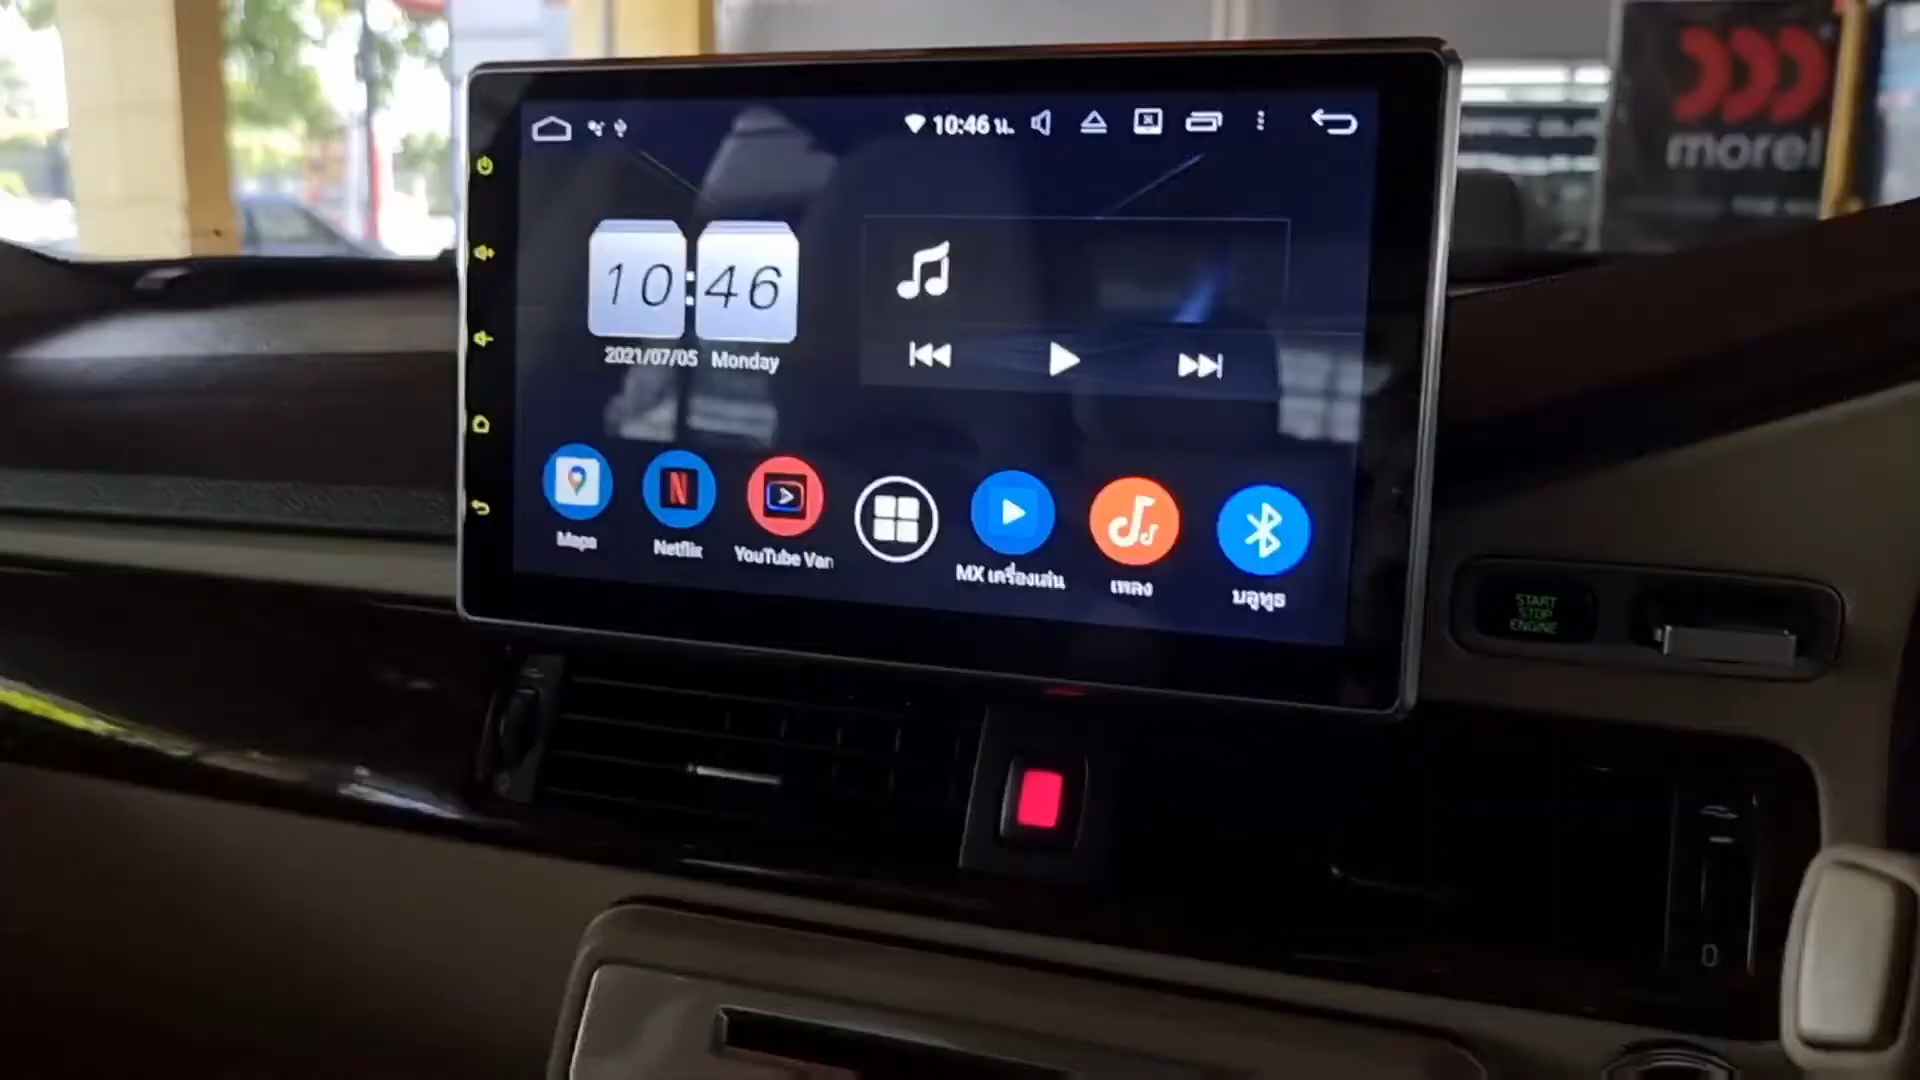 10:46 น.
morel
10:46
2021/07/05 Monday
Maps
Netflix
YouTube Van
MX เครื่องเล่น
เพลง
บลูทูธ
START
STOP
ENGINE
0